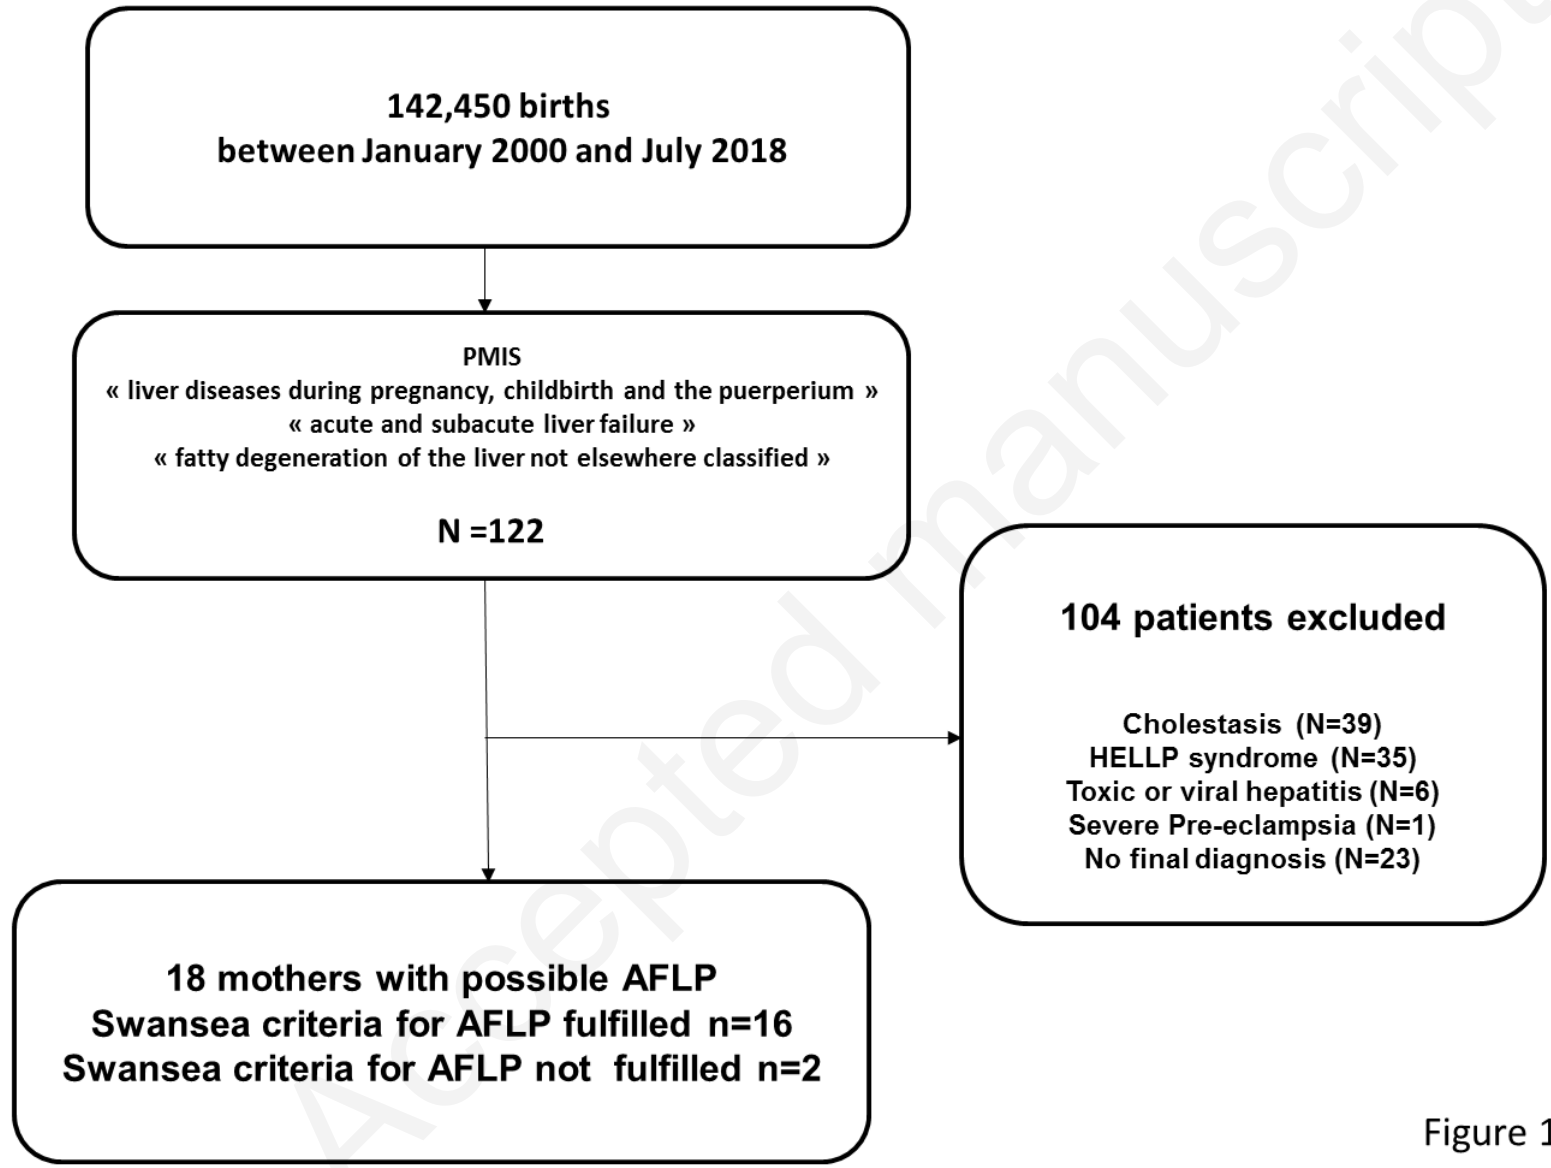 142,450 births
between January 2000 and July 2018
PMIS
« liver diseases during pregnancy, childbirth and the puerperium »
« acute and subacute liver failure »
« fatty degeneration of the liver not elsewhere classified »
N =122
104 patients excluded
Cholestasis (N=39)
HELLP syndrome (N=35)
Toxic or viral hepatitis (N=6)
Severe Pre-eclampsia (N=1)
No final diagnosis (N=23)
18 mothers with possible AFLP
Swansea criteria for AFLP fulfilled n=16
Swansea criteria for AFLP not fulfilled n=2
Figure 1
Accepted manuscript